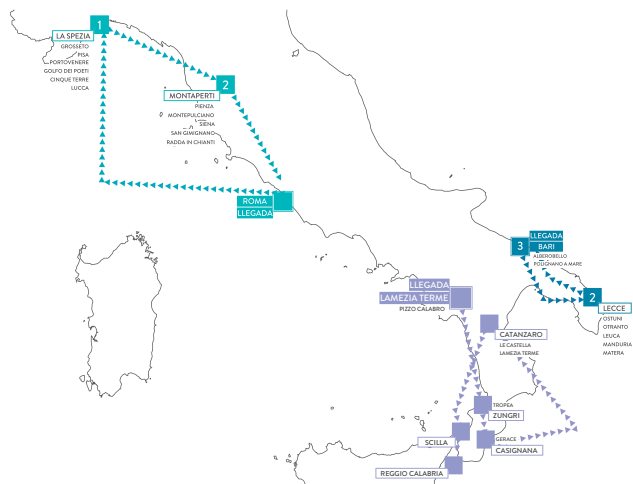 1
LA SPEZIA
GROSSETO
PISA
PORTOVENERE
GOLFO DEI POETI
CINQUE TERRE
LUCCA
2
MONTAPERTI
PIENZA
MONTEPULCIANO
SIENA
SAN GIMIGNANO
RADDA IN CHIANTI
ROMA
LLEGADA
3
LLEGADA
BARI
ALBEROBELLO
POLIGNANO A MARE
2
LECCE
OSTUNI
OTRANTO
LEUCA
MANDURIA
MATERA
LLEGADA
LAMEZIA TERME
PIZZO CALABRO
CATANZARO
LE CASTELLA
LAMEZIA TERME
TROPEA
ZUNGRI
SCILLA
GERACE
CASIGNANA
REGGIO CALABRIA